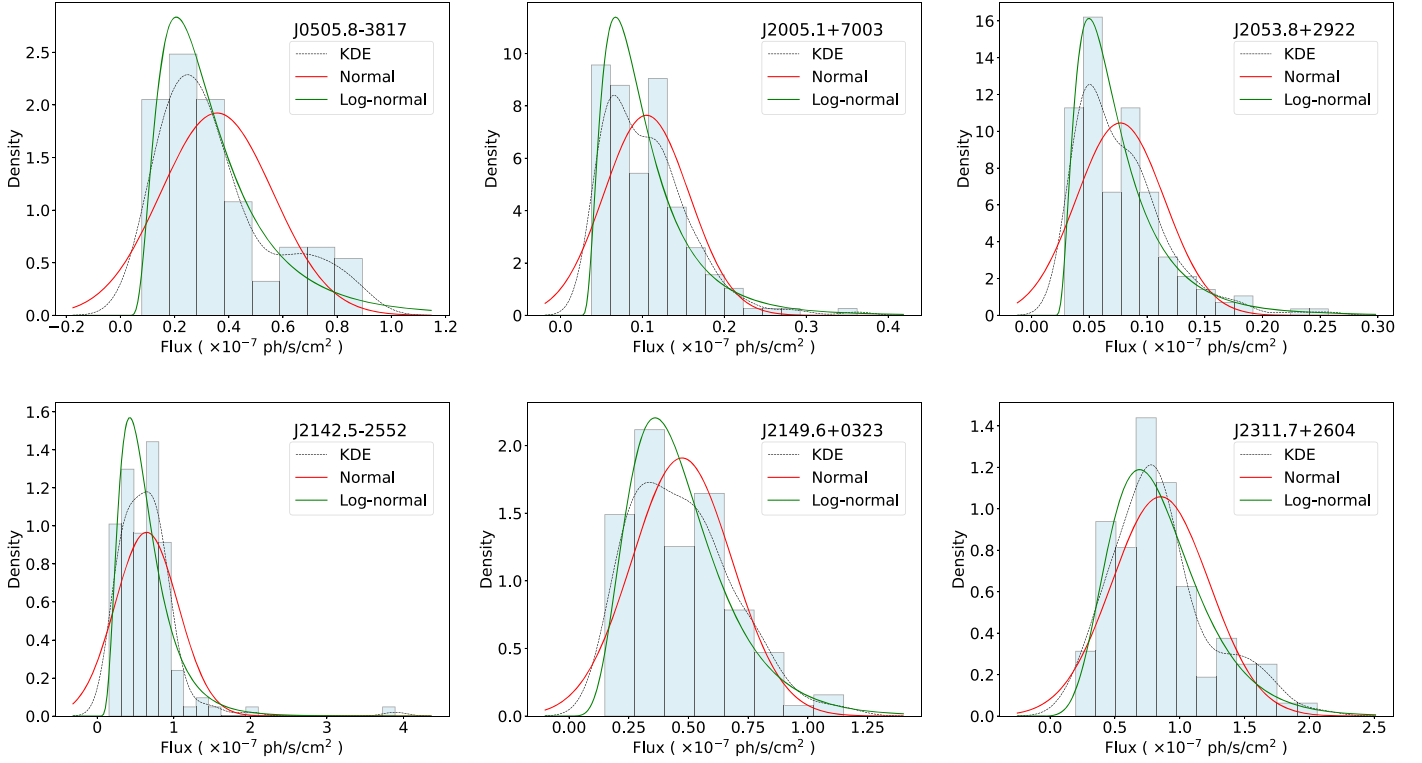 J0505.8-3817
KDE
Normal
Log-normal
Density
0.0
0.5
1.0
1.5
2.0
2.5
−0.2 0.0 0.2 0.4 0.6 0.8 1.0 1.2
Flux ( ×10⁻⁷ ph/s/cm² )
J2005.1+7003
KDE
Normal
Log-normal
Density
0
2
4
6
8
10
0.0 0.1 0.2 0.3 0.4
Flux ( ×10⁻⁷ ph/s/cm² )
J2053.8+2922
KDE
Normal
Log-normal
Density
0
2
4
6
8
10
12
14
16
0.00 0.05 0.10 0.15 0.20 0.25 0.30
Flux ( ×10⁻⁷ ph/s/cm² )
J2142.5-2552
KDE
Normal
Log-normal
Density
0.0
0.2
0.4
0.6
0.8
1.0
1.2
1.4
1.6
0 1 2 3 4
Flux ( ×10⁻⁷ ph/s/cm² )
J2149.6+0323
KDE
Normal
Log-normal
Density
0.0
0.5
1.0
1.5
2.0
0.00 0.25 0.50 0.75 1.00 1.25
Flux ( ×10⁻⁷ ph/s/cm² )
J2311.7+2604
KDE
Normal
Log-normal
Density
0.0
0.2
0.4
0.6
0.8
1.0
1.2
1.4
0.0 0.5 1.0 1.5 2.0 2.5
Flux ( ×10⁻⁷ ph/s/cm² )